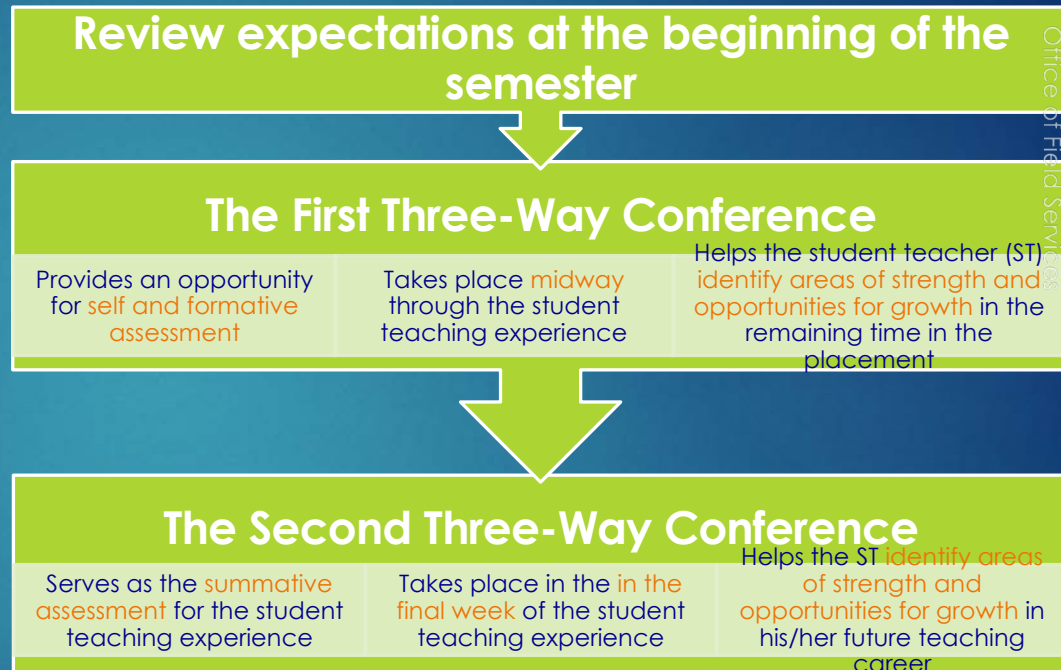 Review expectations at the beginning of the
semester
The First Three-Way Conference
Provides an opportunity
for self and formative
assessment
Takes place midway
through the student
teaching experience
Helps the student teacher (ST)
identify areas of strength and
opportunities for growth in the
remaining time in the
placement
The Second Three-Way Conference
Serves as the summative
assessment for the student
teaching experience
Takes place in the in the
final week of the student
teaching experience
Helps the ST identify areas
of strength and
opportunities for growth in
his/her future teaching
career
Office of Field Services